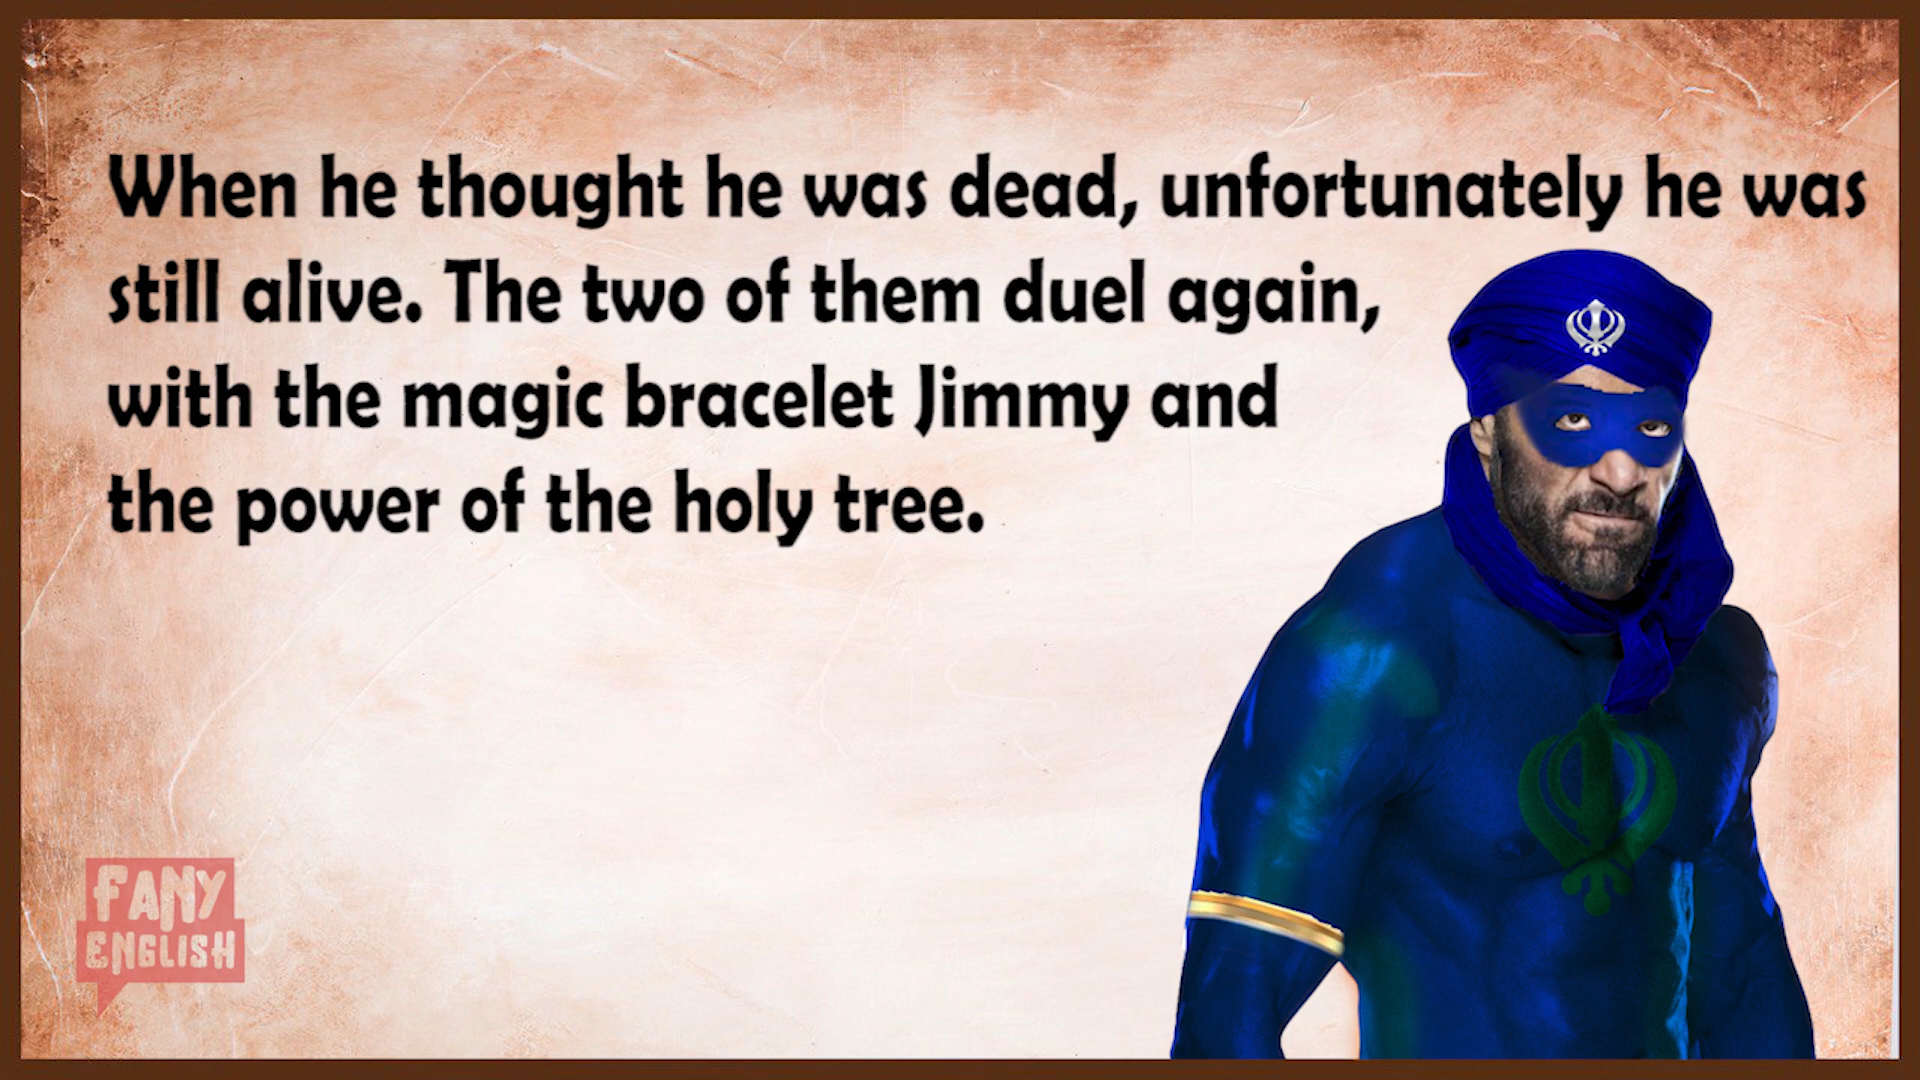 When he thought he was dead, unfortunately he was
still alive. The two of them duel again,
with the magic bracelet Jimmy and
the power of the holy tree.
FANY
ENGLISH